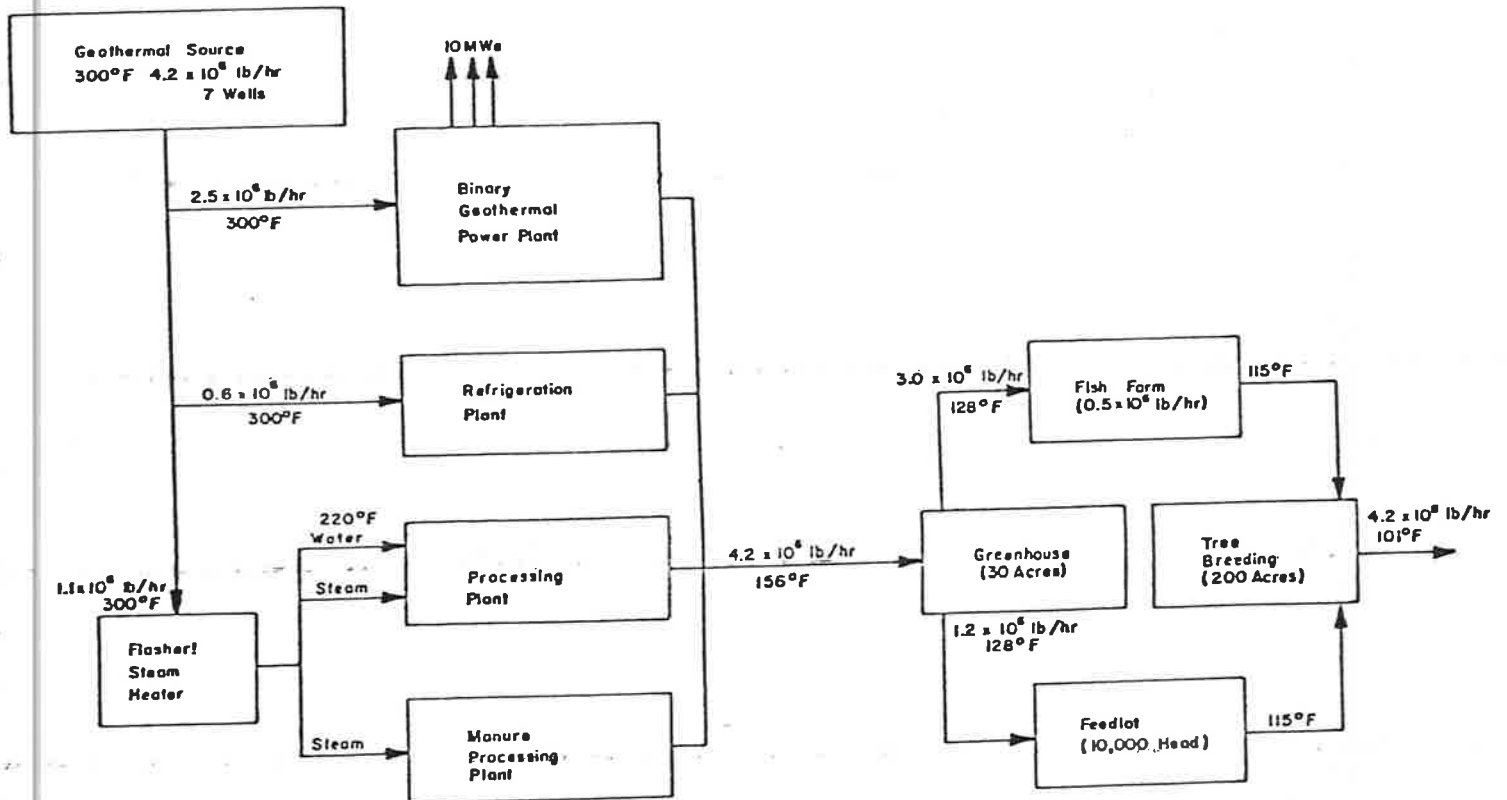 Geothermal Source
300°F 4.2 x 10⁶ lb/hr
7 Wells
10 MWe
2.5 x 10⁶ lb/hr
300°F
Binary
Geothermal
Power Plant
0.6 x 10⁶ lb/hr
300°F
Refrigeration
Plant
1.1 x 10⁶ lb/hr
300°F
Flasher!
Steam
Heater
220°F
Water
Steam
Processing
Plant
Steam
Manure
Processing
Plant
4.2 x 10⁶ lb/hr
156°F
Greenhouse
(30 Acres)
3.0 x 10⁶ lb/hr
128°F
Fish Farm
(0.5 x 10⁶ lb/hr)
115°F
1.2 x 10⁶ lb/hr
128°F
Feedlot
(10,000 Head)
115°F
Tree
Breeding
(200 Acres)
4.2 x 10⁶ lb/hr
101°F